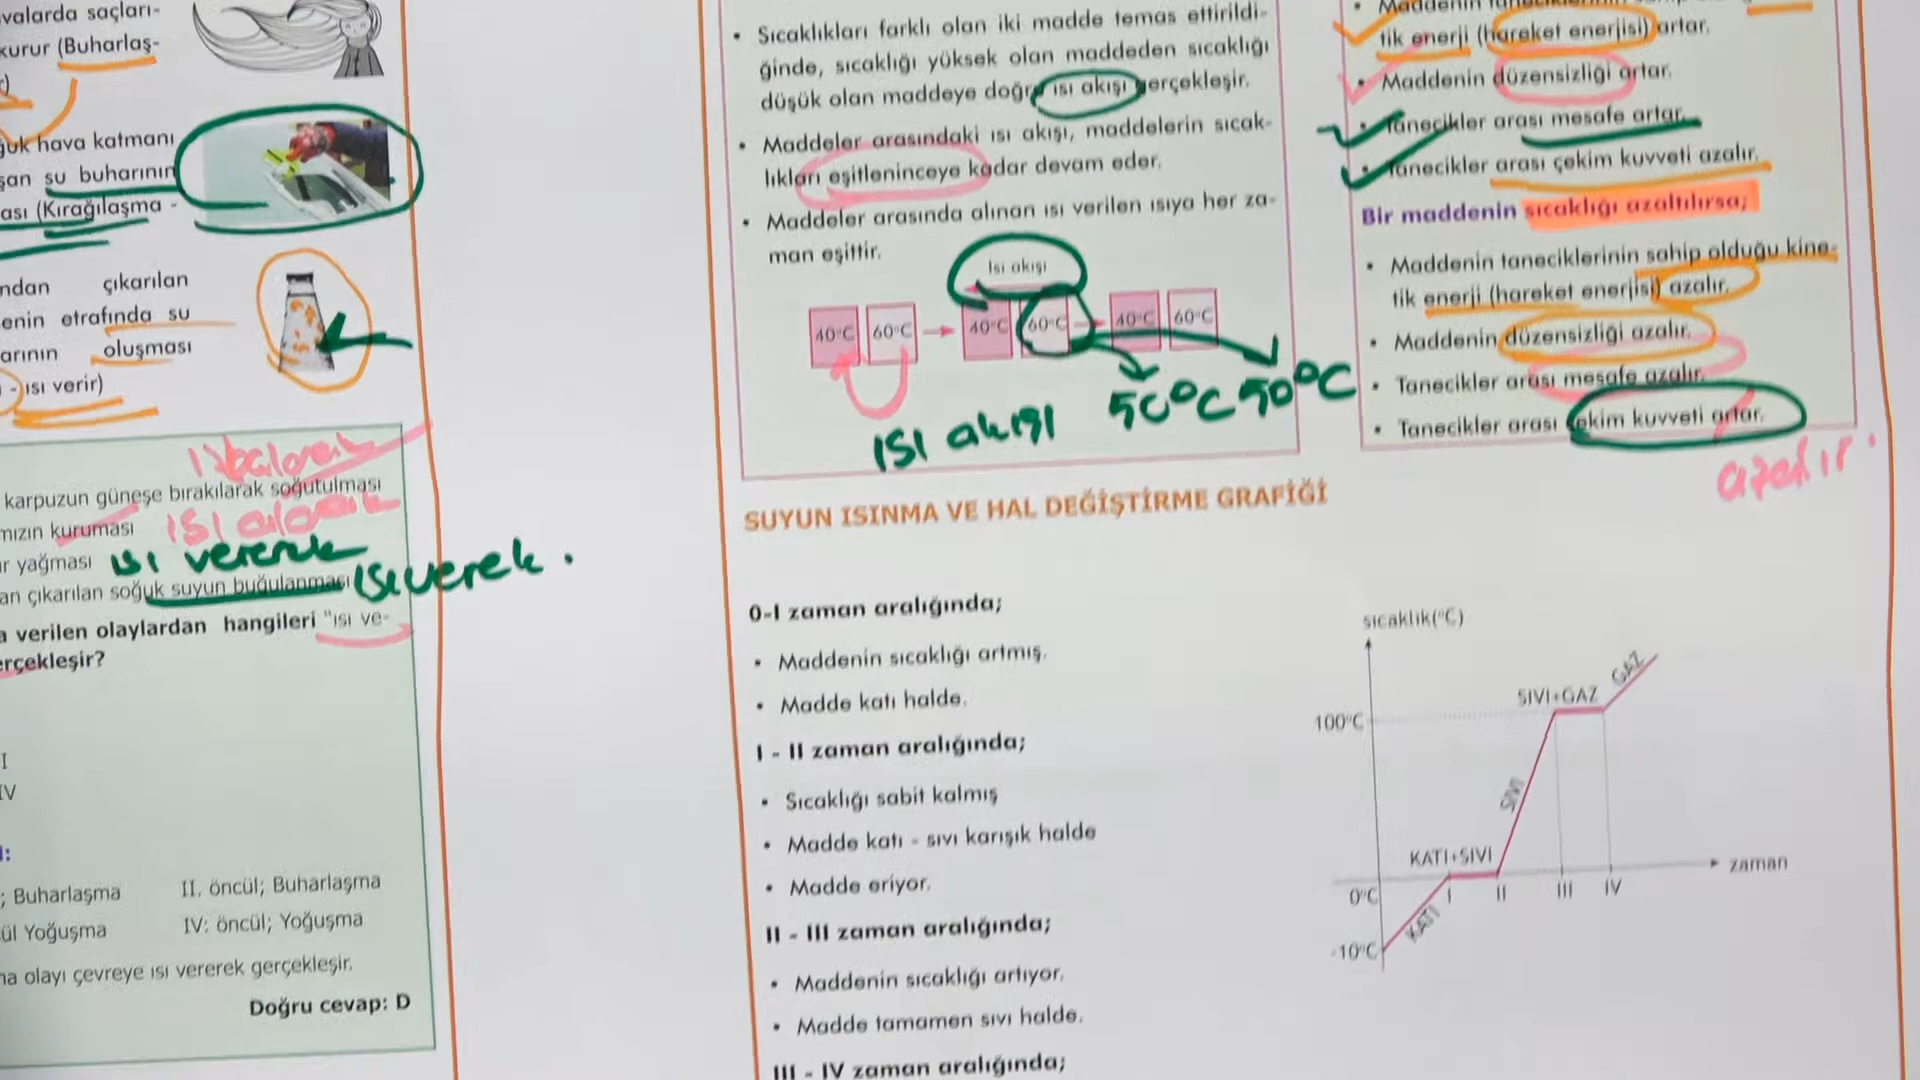 valarda saçları-
kurur (Buharlaş-
ğuk hava katmanı
şan su buharının
ası (Kırağılaşma -
ndan çıkarılan
enin etrafında su
arının oluşması
- ısı verir)
karpuzun güneşe bırakılarak soğutulması
ısı alarak
mızın kuruması
ısı vererek
r yağması
an çıkarılan soğuk suyun buğulanması
ısı verek.
a verilen olaylardan hangileri "ısı ve-
erçekleşir?
I
IV
; Buharlaşma II. öncül; Buharlaşma
ül Yoğuşma IV: öncül; Yoğuşma
na olayı çevreye ısı vererek gerçekleşir.
Doğru cevap: D
• Sıcaklıkları farklı olan iki madde temas ettirildi-
ğinde, sıcaklığı yüksek olan maddeden sıcaklığı
düşük olan maddeye doğru ısı akışı gerçekleşir.
• Maddeler arasındaki ısı akışı, maddelerin sıcak-
lıkları eşitleninceye kadar devam eder.
• Maddeler arasında alınan ısı verilen ısıya her za-
man eşittir.
Isı akışı
40°C 60°C 40°C 60°C 40°C 60°C
ISI akışı 50°C 50°C
SUYUN ISINMA VE HAL DEĞİŞTİRME GRAFİĞİ
0-I zaman aralığında;
• Maddenin sıcaklığı artmış.
• Madde katı halde.
I - II zaman aralığında;
• Sıcaklığı sabit kalmış
• Madde katı - sıvı karışık halde
• Madde eriyor.
II - III zaman aralığında;
• Maddenin sıcaklığı artıyor.
• Madde tamamen sıvı halde.
III - IV zaman aralığında;
tik enerji (hareket enerjisi) artar.
• Maddenin düzensizliği artar.
• Tanecikler arası mesafe artar.
• Tanecikler arası çekim kuvveti azalır.
Bir maddenin sıcaklığı azaltılırsa;
• Maddenin taneciklerinin sahip olduğu kine-
tik enerji (hareket enerjisi) azalır.
• Maddenin düzensizliği azalır.
• Tanecikler arası mesafe azalır.
• Tanecikler arası çekim kuvveti artar.
azalır.
sıcaklık(°C)
GAZ
SIVI+GAZ
100°C
SIVI
KATI+SIVI
zaman
0°C I II III IV
KATI
-10°C